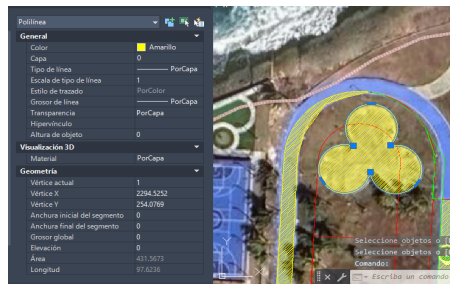 Polilínea
General
Color Amarillo
Capa 0
Tipo de línea PorCapa
Escala de tipo de línea 1
Estilo de trazado PorColor
Grosor de línea PorCapa
Transparencia PorCapa
Hipervínculo
Altura de objeto 0
Visualización 3D
Material PorCapa
Geometría
Vértice actual 1
Vértice X 2294.5252
Vértice Y 254.0769
Anchura inicial del segmento 0
Anchura final del segmento 0
Grosor global 0
Elevación 0
Área 431.5673
Longitud 97.6236
Y
Seleccione objetos o [
Seleccione objetos o [
Comando:
Escriba un comando